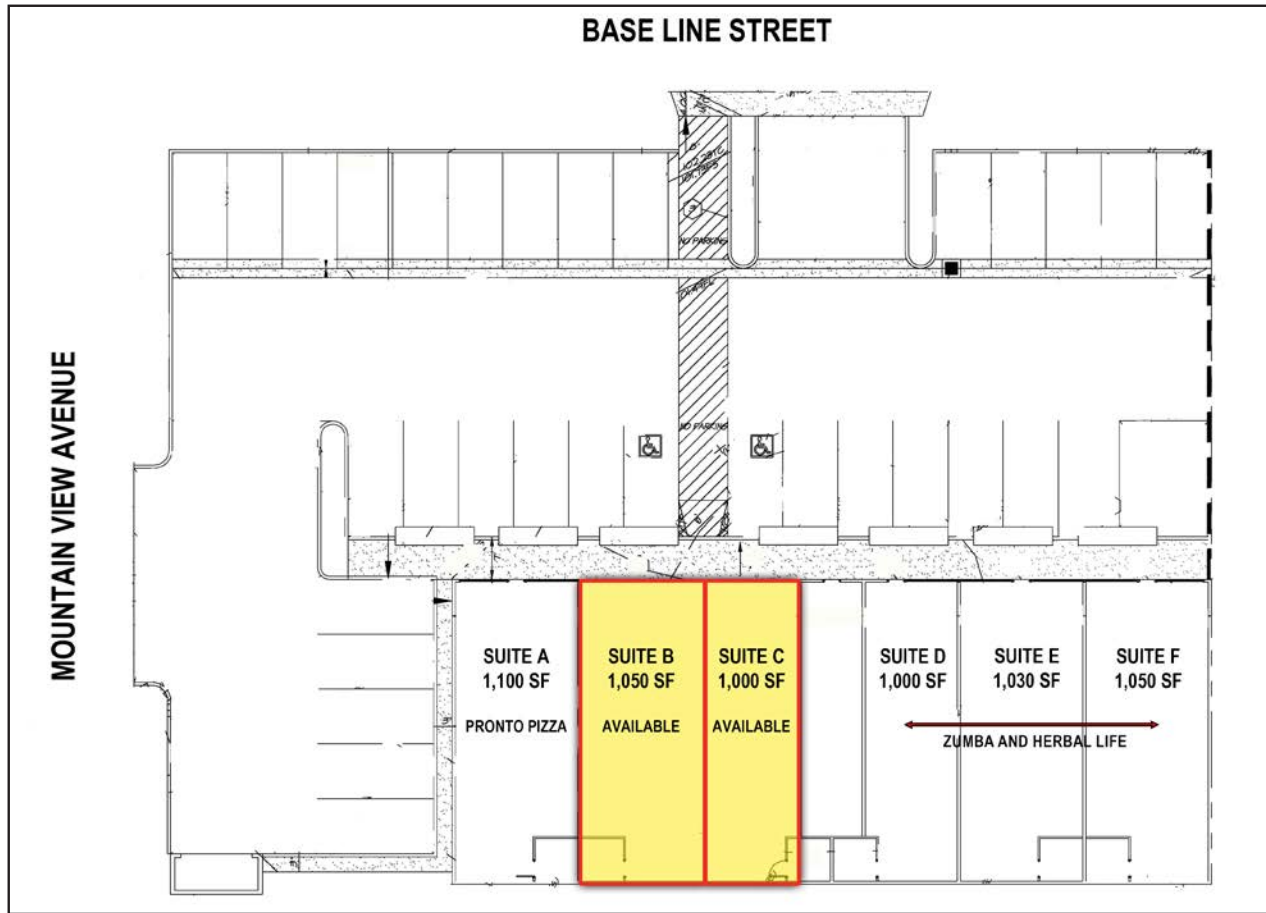 BASE LINE STREET
NO PARKING
MOUNTAIN VIEW AVENUE
NO PARKING
SUITE A
1,100 SF
PRONTO PIZZA
SUITE B
1,050 SF
AVAILABLE
SUITE C
1,000 SF
AVAILABLE
SUITE D
1,000 SF
SUITE E
1,030 SF
SUITE F
1,050 SF
ZUMBA AND HERBAL LIFE